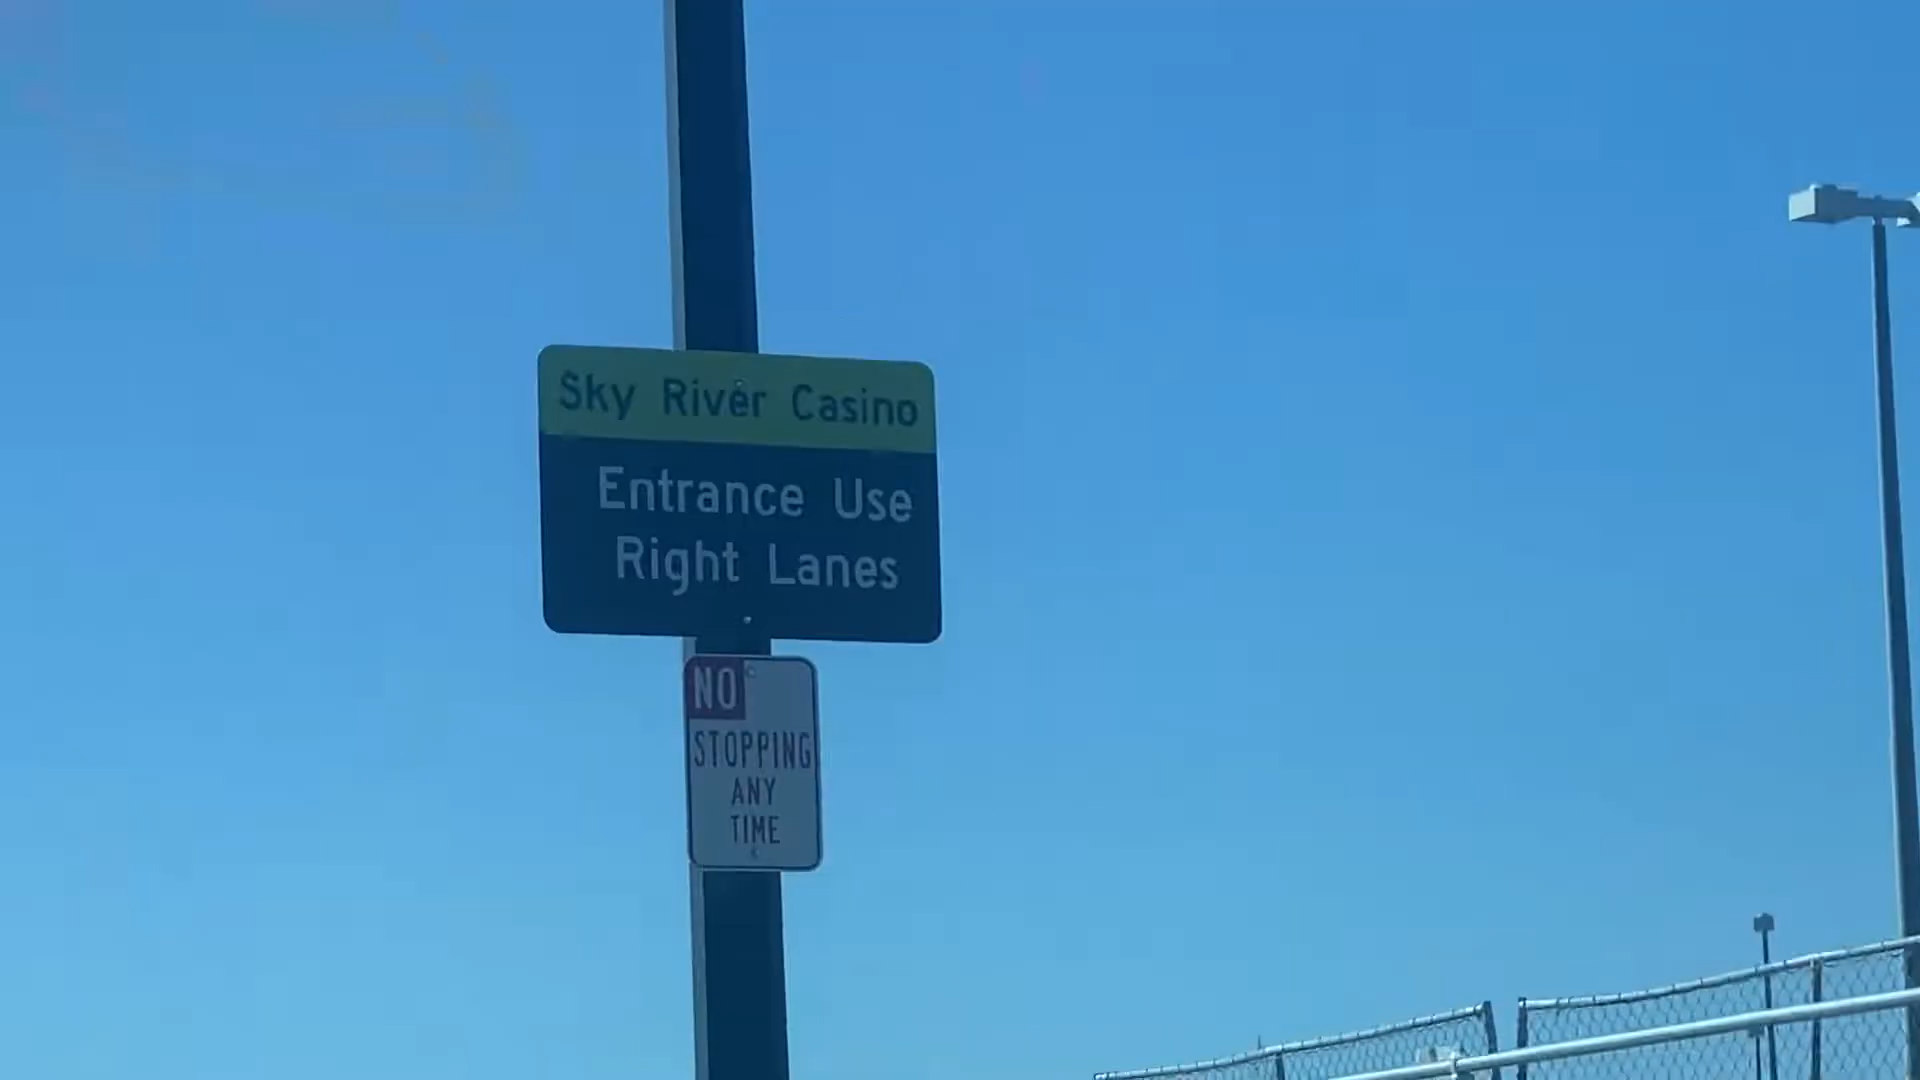 Sky River Casino
Entrance Use
Right Lanes
NO
STOPPING
ANY
TIME